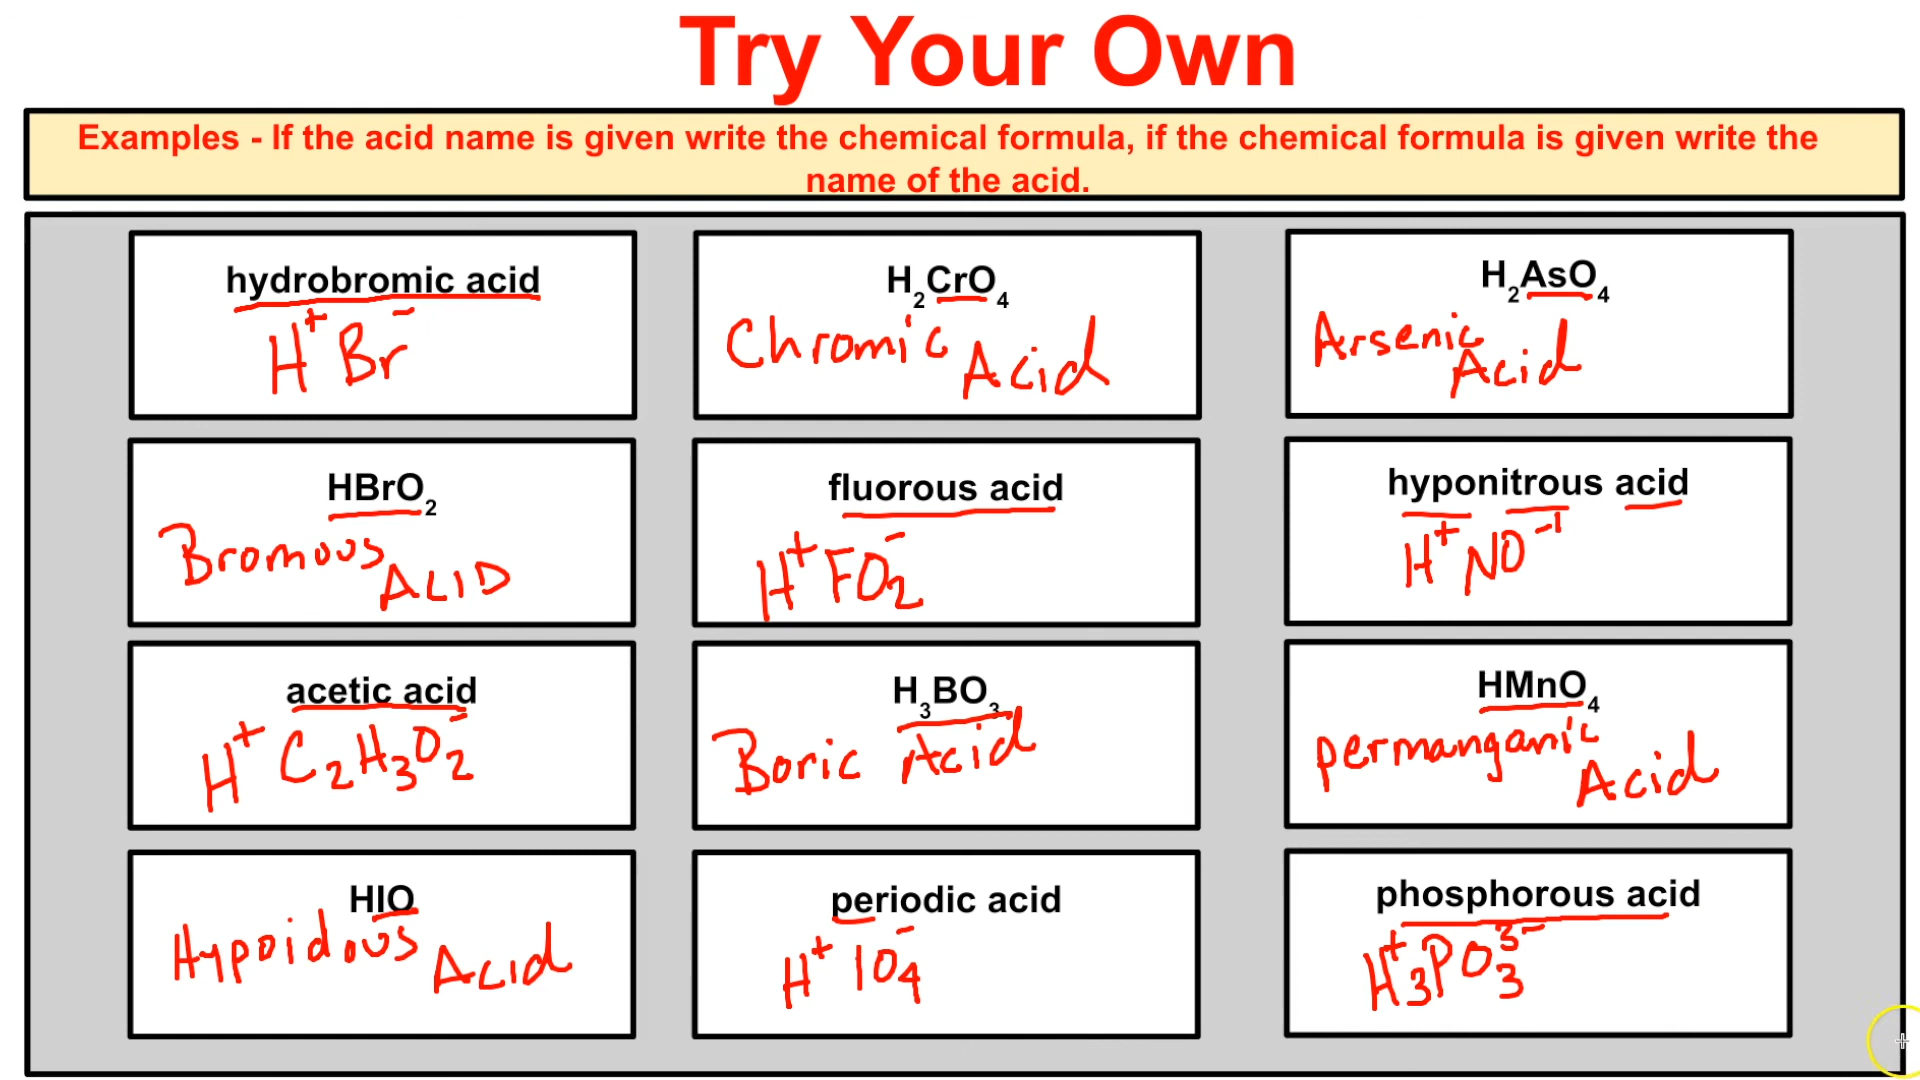 Try Your Own
Examples - If the acid name is given write the chemical formula, if the chemical formula is given write the
name of the acid.
hydrobromic acid
H⁺Br⁻
H₂CrO₄
Chromic Acid
H₂AsO₄
Arsenic
Acid
HBrO₂
Bromous
ACID
fluorous acid
H⁺FO₂⁻
hyponitrous acid
H⁺NO⁻¹
acetic acid
H⁺C₂H₃O₂⁻
H₃BO₃
Boric Acid
HMnO₄
permanganic
Acid
HIO
Hypoidous Acid
periodic acid
H⁺IO₄⁻
phosphorous acid
H⁺₃PO₃³⁻